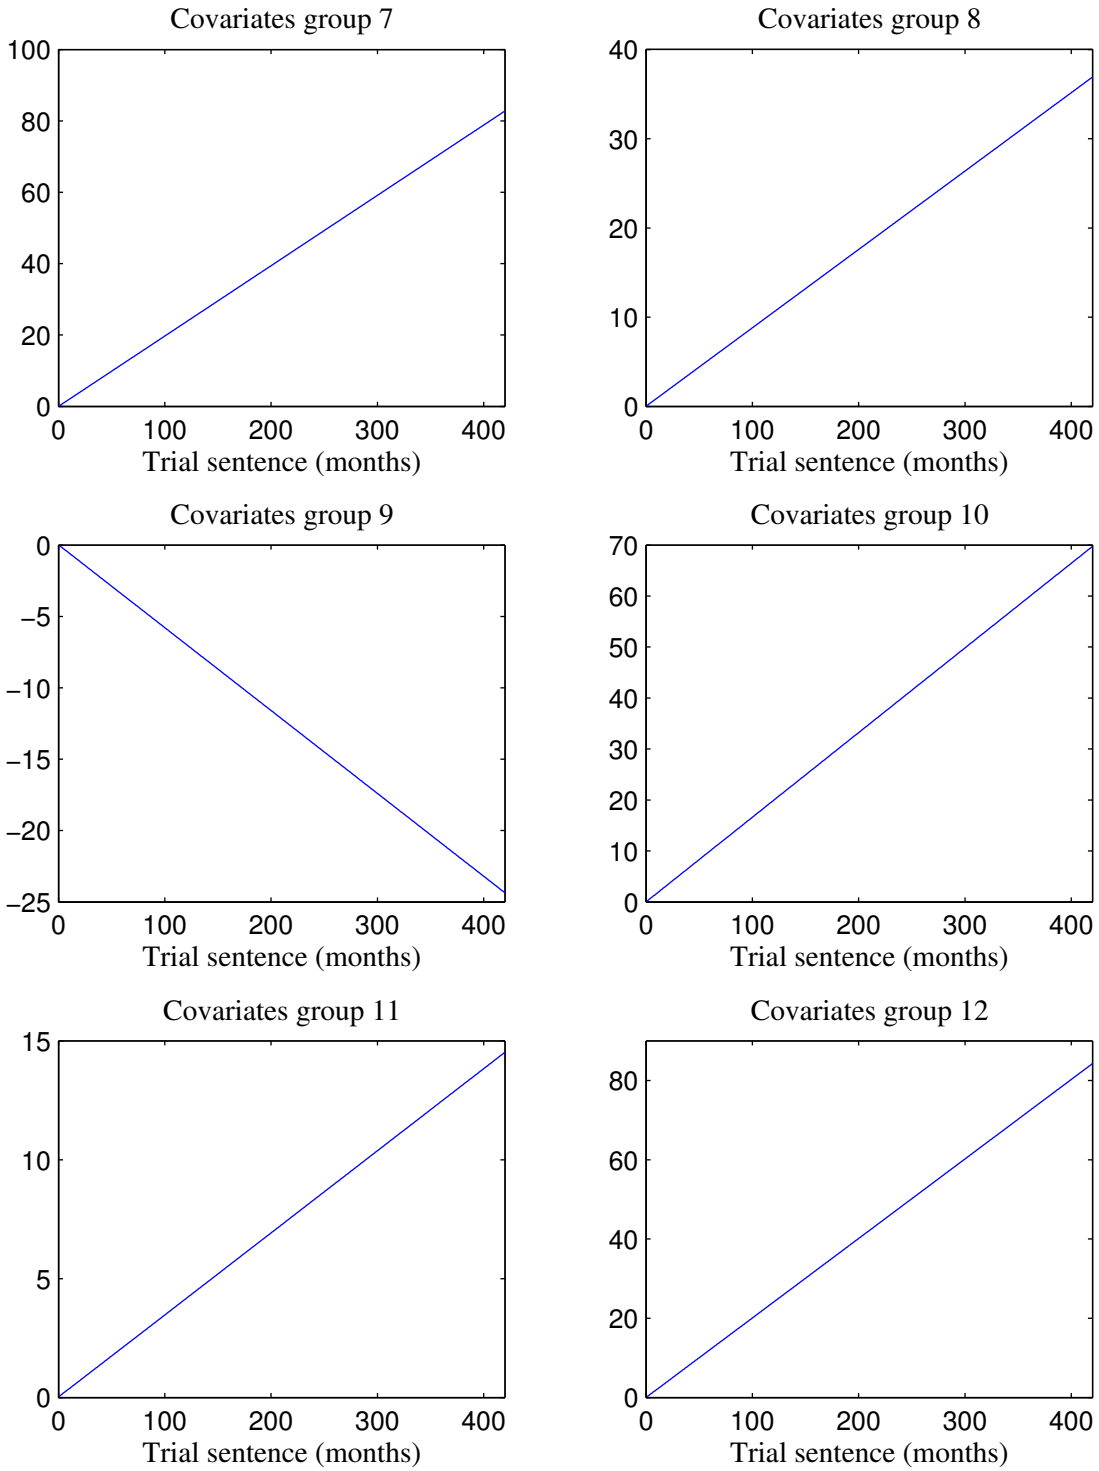 Covariates group 7
100
80
60
40
20
0
0 100 200 300 400
Trial sentence (months)
Covariates group 8
40
30
20
10
0
0 100 200 300 400
Trial sentence (months)
Covariates group 9
0
−5
−10
−15
−20
−25
0 100 200 300 400
Trial sentence (months)
Covariates group 10
70
60
50
40
30
20
10
0
0 100 200 300 400
Trial sentence (months)
Covariates group 11
15
10
5
0
0 100 200 300 400
Trial sentence (months)
Covariates group 12
80
60
40
20
0
0 100 200 300 400
Trial sentence (months)